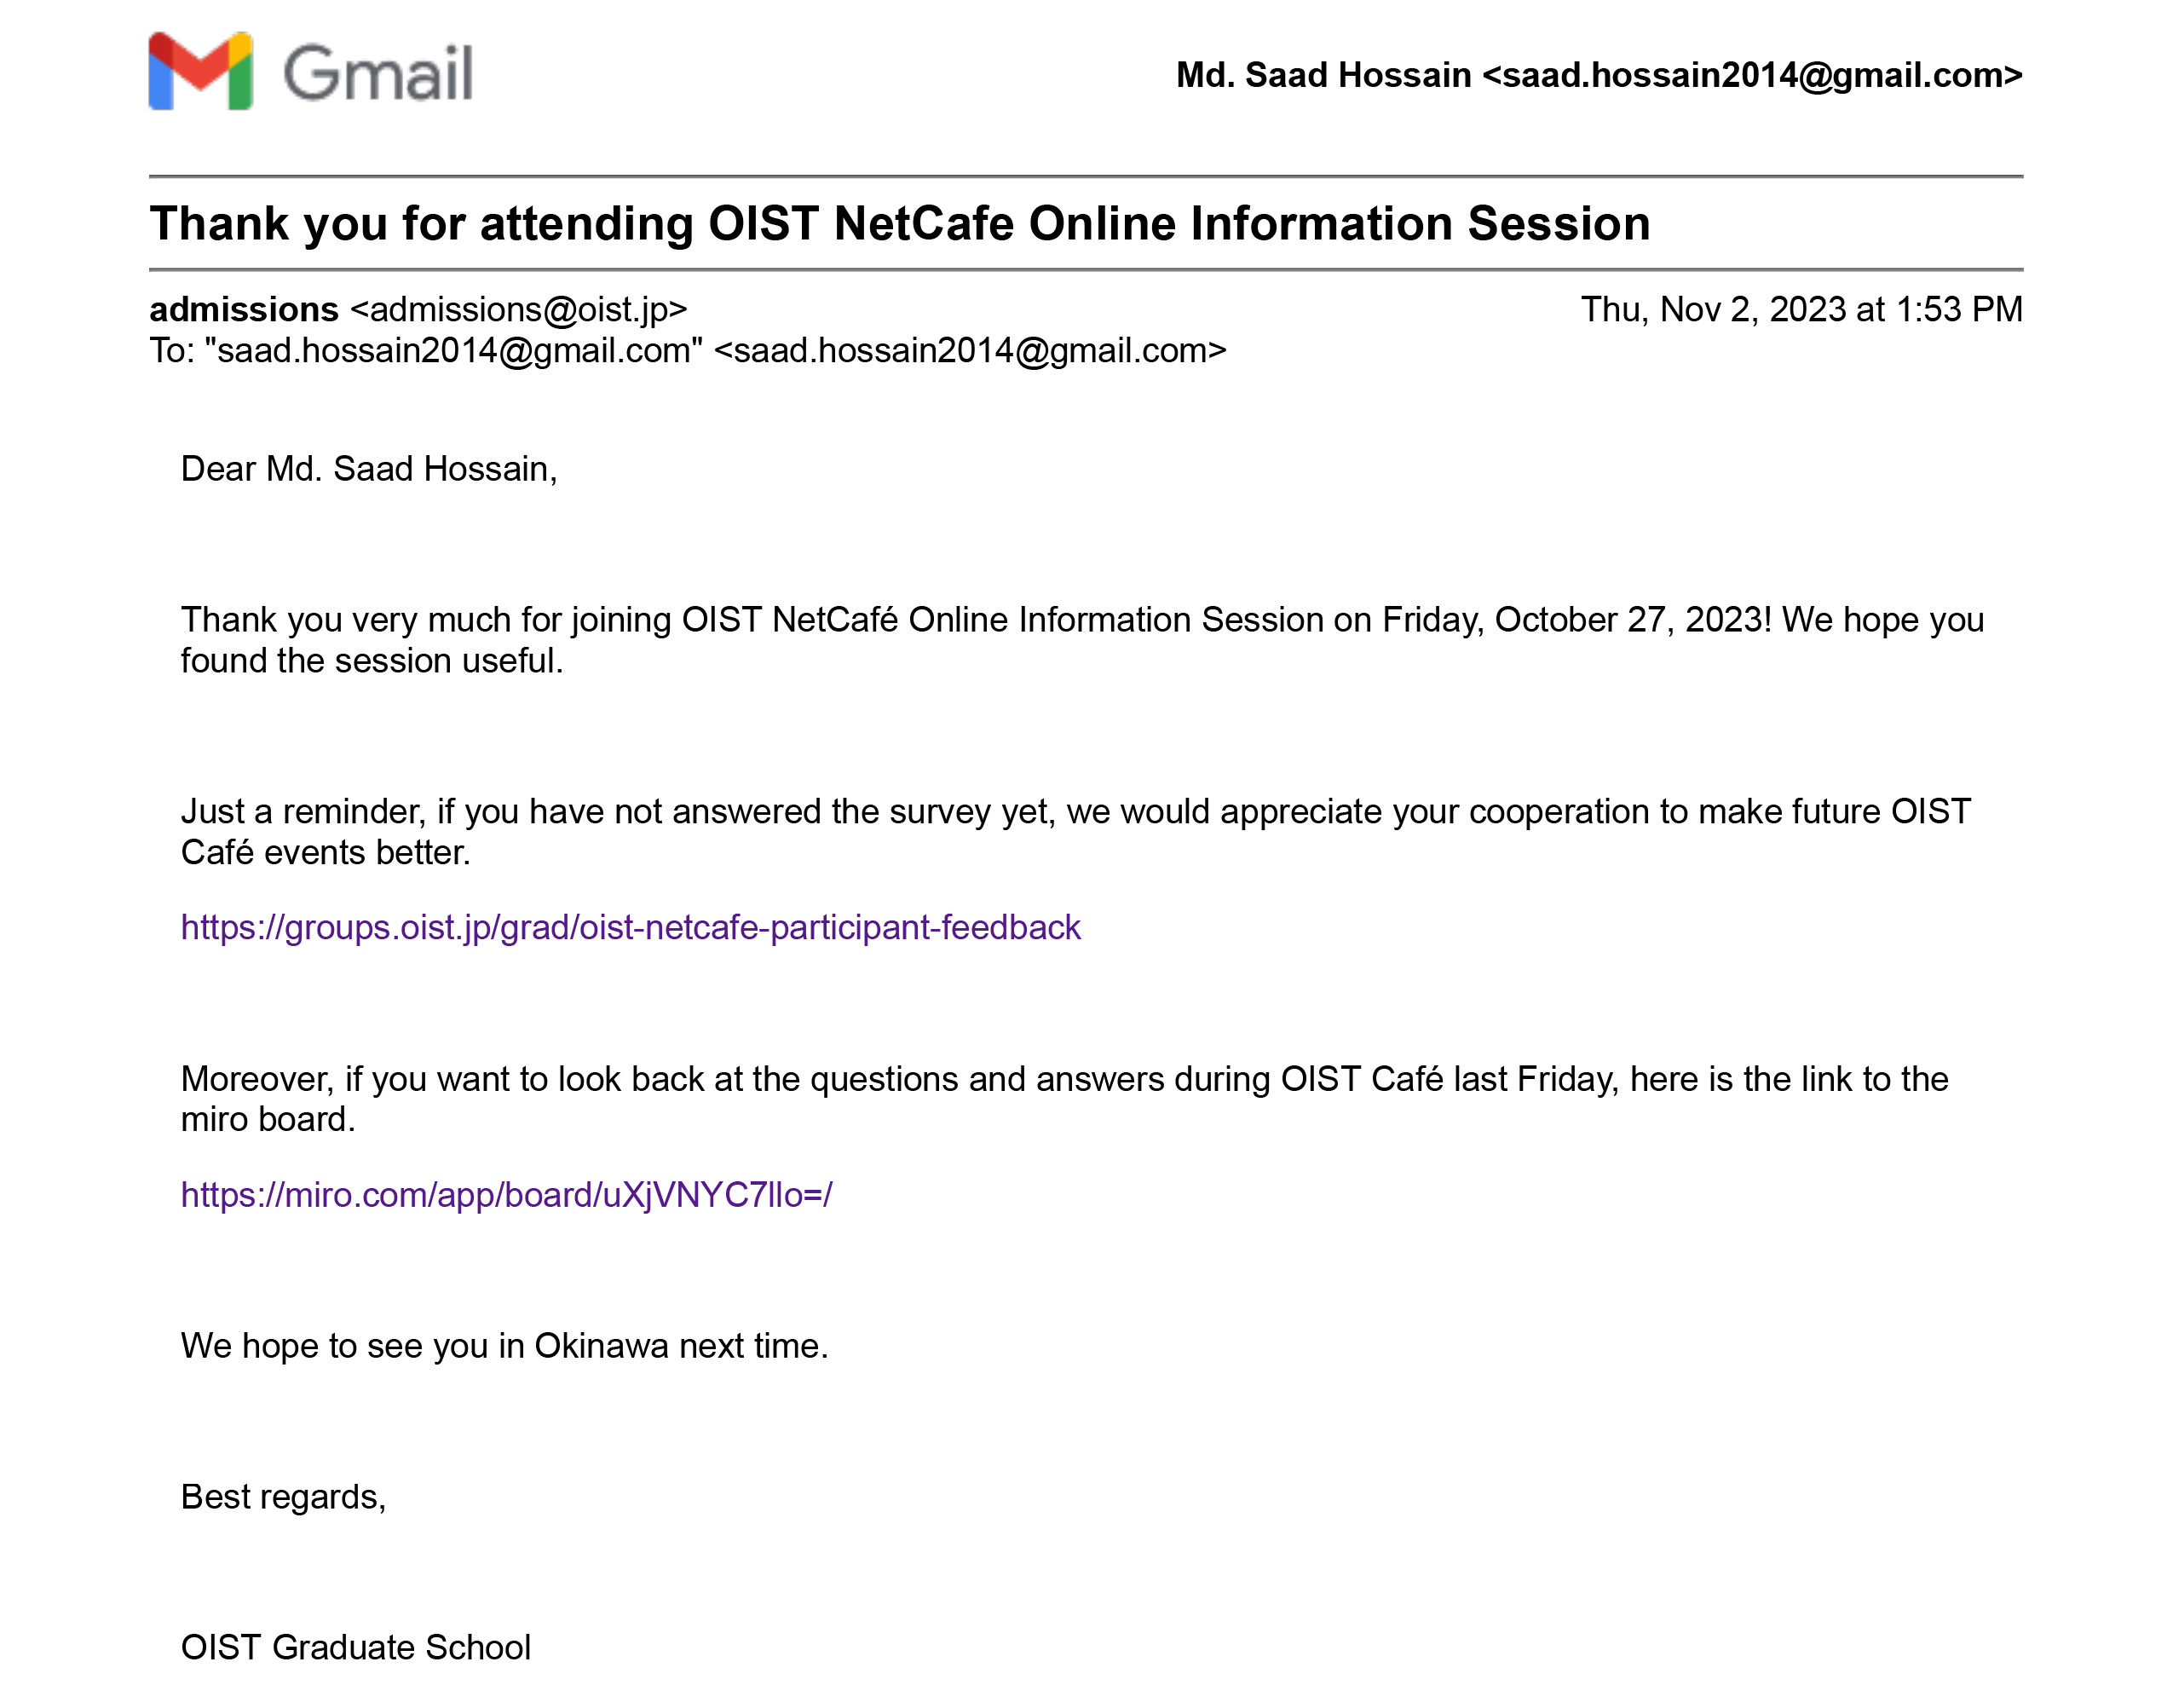 Gmail
Md. Saad Hossain <saad.hossain2014@gmail.com>
Thank you for attending OIST NetCafe Online Information Session
admissions <admissions@oist.jp>
Thu, Nov 2, 2023 at 1:53 PM
To: "saad.hossain2014@gmail.com" <saad.hossain2014@gmail.com>
Dear Md. Saad Hossain,
Thank you very much for joining OIST NetCafé Online Information Session on Friday, October 27, 2023! We hope you
found the session useful.
Just a reminder, if you have not answered the survey yet, we would appreciate your cooperation to make future OIST
Café events better.
https://groups.oist.jp/grad/oist-netcafe-participant-feedback
Moreover, if you want to look back at the questions and answers during OIST Café last Friday, here is the link to the
miro board.
https://miro.com/app/board/uXjVNYC7llo=/
We hope to see you in Okinawa next time.
Best regards,
OIST Graduate School